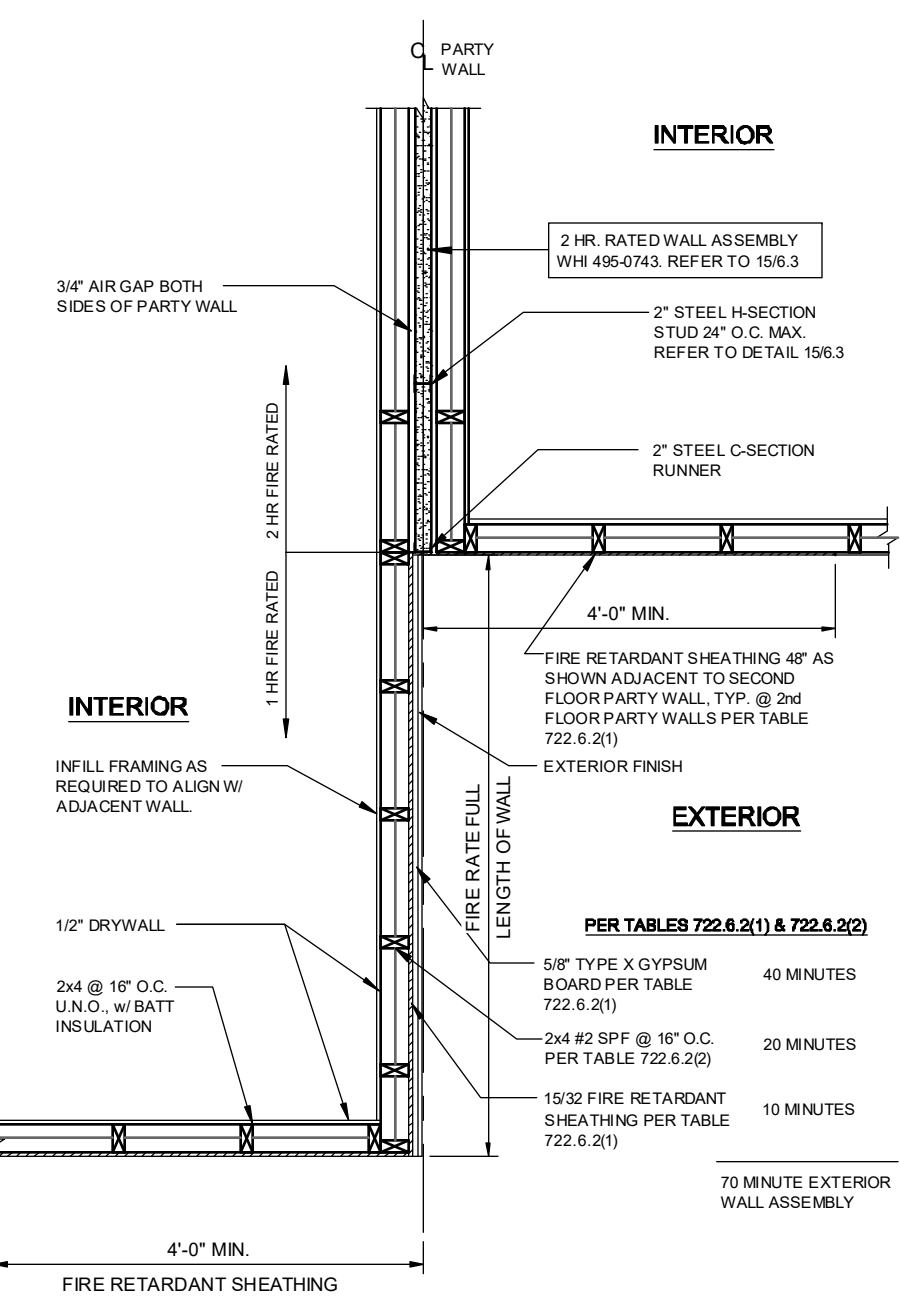 C PARTY
L WALL
INTERIOR
2 HR. RATED WALL ASSEMBLY
WHI 495-0743. REFER TO 15/6.3
3/4" AIR GAP BOTH
SIDES OF PARTY WALL
2" STEEL H-SECTION
STUD 24" O.C. MAX.
REFER TO DETAIL 15/6.3
2 HR FIRE RATED
2" STEEL C-SECTION
RUNNER
1 HR FIRE RATED
4'-0" MIN.
FIRE RETARDANT SHEATHING 48" AS
SHOWN ADJACENT TO SECOND
FLOOR PARTY WALL, TYP. @ 2nd
FLOOR PARTY WALLS PER TABLE
722.6.2(1)
INTERIOR
INFILL FRAMING AS
REQUIRED TO ALIGN W/
ADJACENT WALL.
EXTERIOR FINISH
EXTERIOR
FIRE RATE FULL
LENGTH OF WALL
1/2" DRYWALL
2x4 @ 16" O.C.
U.N.O., w/ BATT
INSULATION
PER TABLES 722.6.2(1) & 722.6.2(2)
5/8" TYPE X GYPSUM
BOARD PER TABLE
722.6.2(1)
40 MINUTES
2x4 #2 SPF @ 16" O.C.
PER TABLE 722.6.2(2)
20 MINUTES
15/32 FIRE RETARDANT
SHEATHING PER TABLE
722.6.2(1)
10 MINUTES
70 MINUTE EXTERIOR
WALL ASSEMBLY
4'-0" MIN.
FIRE RETARDANT SHEATHING